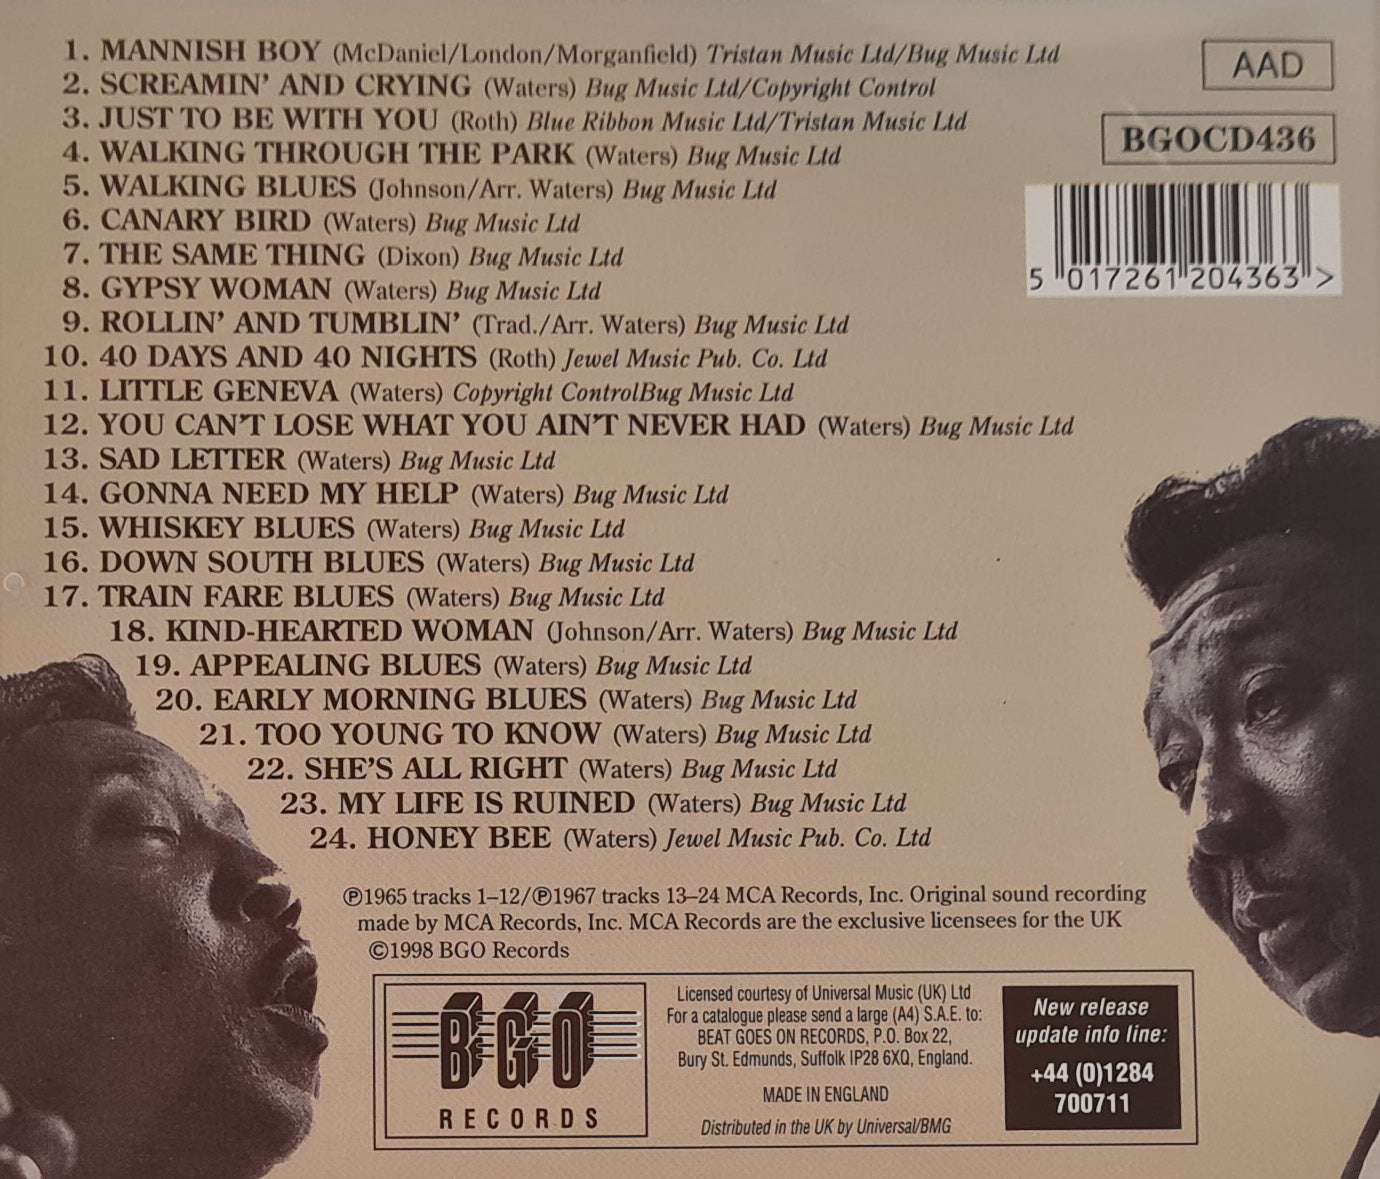 1. MANNISH BOY (McDaniel/London/Morganfield) Tristan Music Ltd/Bug Music Ltd
2. SCREAMIN' AND CRYING (Waters) Bug Music Ltd/Copyright Control
3. JUST TO BE WITH YOU (Roth) Blue Ribbon Music Ltd/Tristan Music Ltd
4. WALKING THROUGH THE PARK (Waters) Bug Music Ltd
5. WALKING BLUES (Johnson/Arr. Waters) Bug Music Ltd
6. CANARY BIRD (Waters) Bug Music Ltd
7. THE SAME THING (Dixon) Bug Music Ltd
8. GYPSY WOMAN (Waters) Bug Music Ltd
9. ROLLIN' AND TUMBLIN' (Trad./Arr. Waters) Bug Music Ltd
10. 40 DAYS AND 40 NIGHTS (Roth) Jewel Music Pub. Co. Ltd
11. LITTLE GENEVA (Waters) Copyright ControlBug Music Ltd
12. YOU CAN'T LOSE WHAT YOU AIN'T NEVER HAD (Waters) Bug Music Ltd
13. SAD LETTER (Waters) Bug Music Ltd
14. GONNA NEED MY HELP (Waters) Bug Music Ltd
15. WHISKEY BLUES (Waters) Bug Music Ltd
16. DOWN SOUTH BLUES (Waters) Bug Music Ltd
17. TRAIN FARE BLUES (Waters) Bug Music Ltd
18. KIND-HEARTED WOMAN (Johnson/Arr. Waters) Bug Music Ltd
19. APPEALING BLUES (Waters) Bug Music Ltd
20. EARLY MORNING BLUES (Waters) Bug Music Ltd
21. TOO YOUNG TO KNOW (Waters) Bug Music Ltd
22. SHE'S ALL RIGHT (Waters) Bug Music Ltd
23. MY LIFE IS RUINED (Waters) Bug Music Ltd
24. HONEY BEE (Waters) Jewel Music Pub. Co. Ltd
AAD
BGOCD436
5 017261 204363 >
℗1965 tracks 1–12/℗1967 tracks 13–24 MCA Records, Inc. Original sound recording
made by MCA Records, Inc. MCA Records are the exclusive licensees for the UK
©1998 BGO Records
BGO
RECORDS
Licensed courtesy of Universal Music (UK) Ltd
For a catalogue please send a large (A4) S.A.E. to:
BEAT GOES ON RECORDS, P.O. Box 22,
Bury St. Edmunds, Suffolk IP28 6XQ, England.
MADE IN ENGLAND
Distributed in the UK by Universal/BMG
New release
update info line:
+44 (0)1284
700711